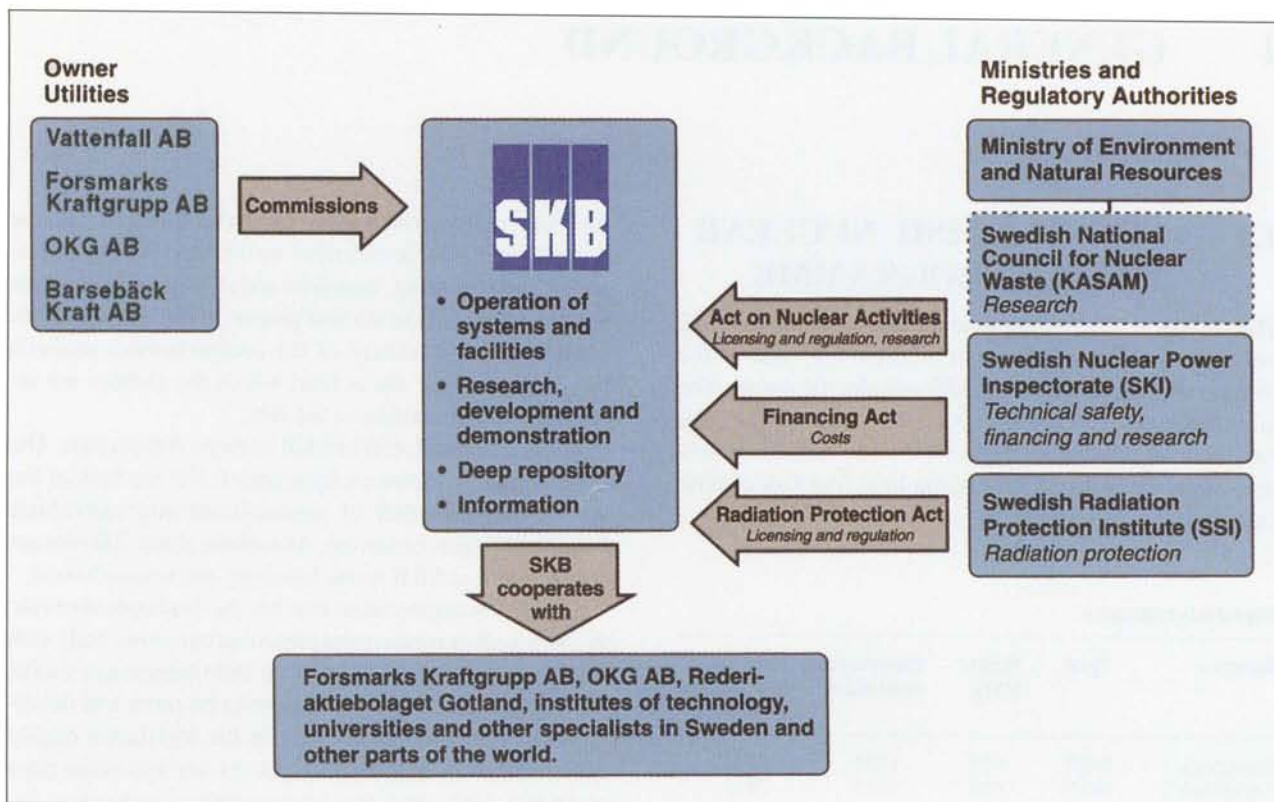 Owner
Utilities
Vattenfall AB
Forsmarks
Kraftgrupp AB
OKG AB
Barsebäck
Kraft AB
Commissions
SKB
• Operation of
systems and
facilities
• Research,
development and
demonstration
• Deep repository
• Information
SKB
cooperates
with
Forsmarks Kraftgrupp AB, OKG AB, Rederi-
aktiebolaget Gotland, institutes of technology,
universities and other specialists in Sweden and
other parts of the world.
Act on Nuclear Activities
Licensing and regulation, research
Financing Act
Costs
Radiation Protection Act
Licensing and regulation
Ministries and
Regulatory Authorities
Ministry of Environment
and Natural Resources
Swedish National
Council for Nuclear
Waste (KASAM)
Research
Swedish Nuclear Power
Inspectorate (SKI)
Technical safety,
financing and research
Swedish Radiation
Protection Institute (SSI)
Radiation protection